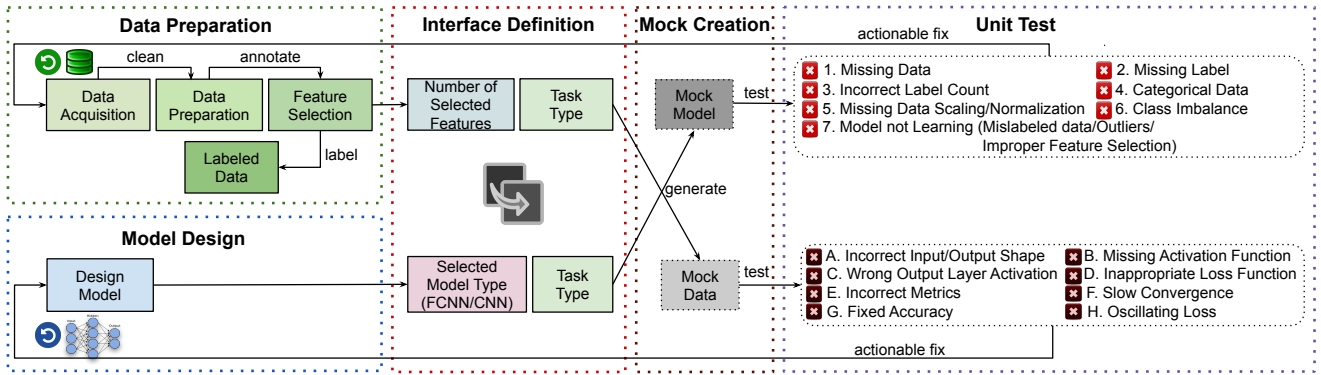 Data Preparation
Interface Definition
Mock Creation
Unit Test
actionable fix
clean
annotate
Data
Acquisition
Data
Preparation
Feature
Selection
label
Labeled
Data
Number of
Selected
Features
Task
Type
Mock
Model
test
1. Missing Data
2. Missing Label
3. Incorrect Label Count
4. Categorical Data
5. Missing Data Scaling/Normalization
6. Class Imbalance
7. Model not Learning (Mislabeled data/Outliers/
Improper Feature Selection)
generate
Model Design
Design
Model
Input
Hidden
Output
Selected
Model Type
(FCNN/CNN)
Task
Type
Mock
Data
test
A. Incorrect Input/Output Shape
B. Missing Activation Function
C. Wrong Output Layer Activation
D. Inappropriate Loss Function
E. Incorrect Metrics
F. Slow Convergence
G. Fixed Accuracy
H. Oscillating Loss
actionable fix